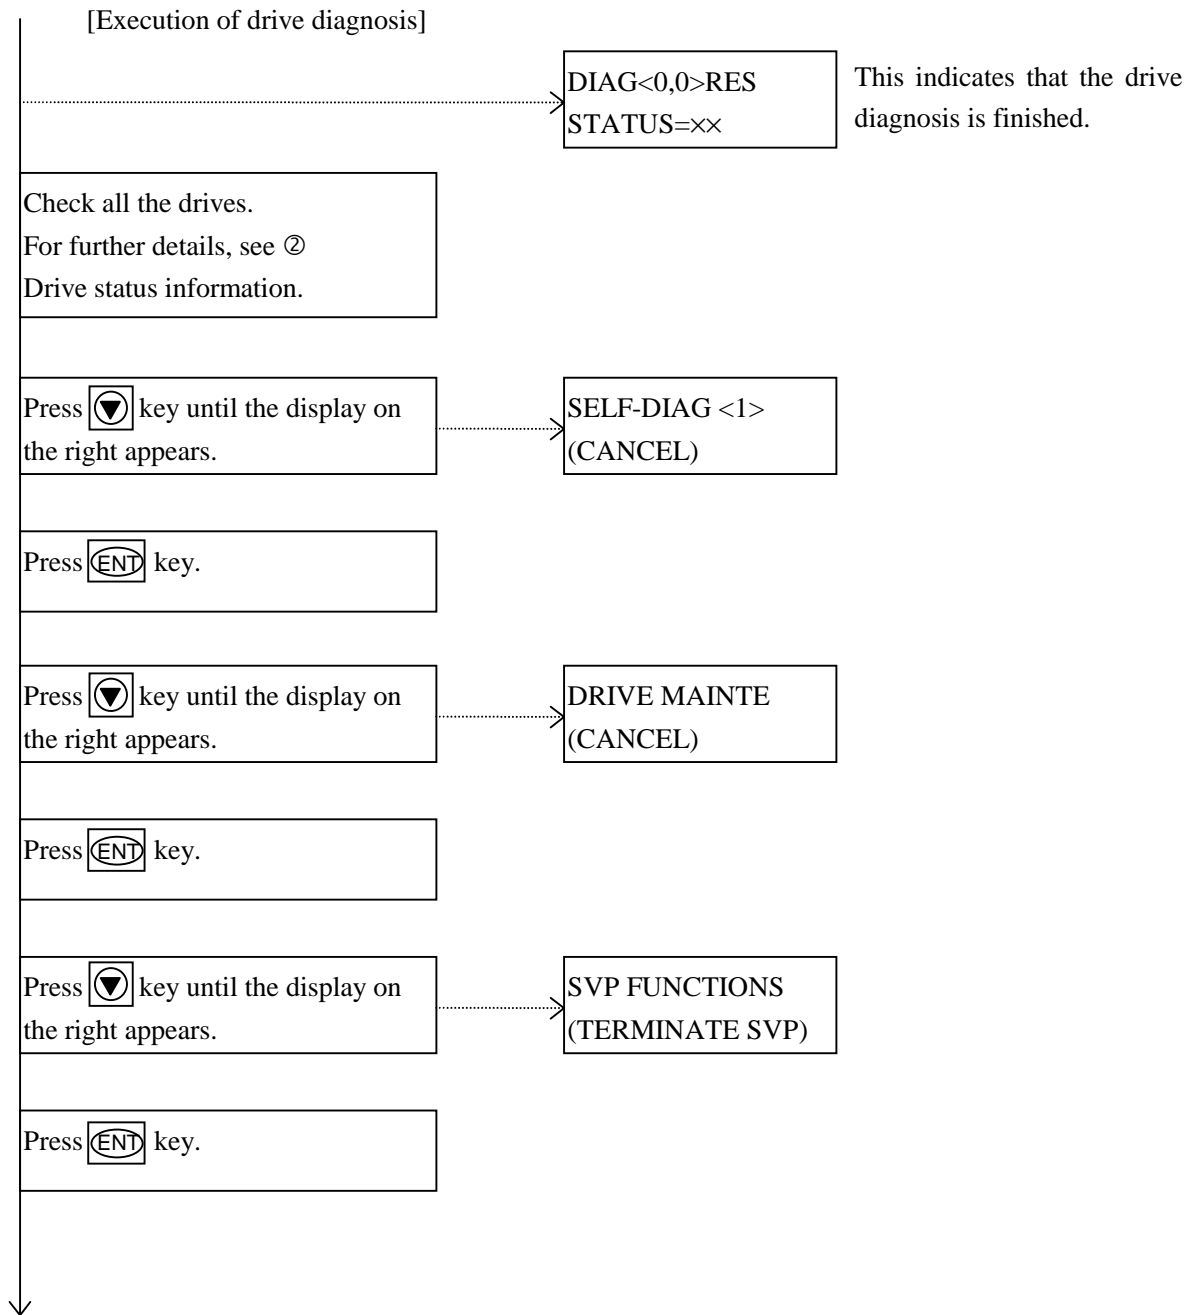 [Execution of drive diagnosis]
DIAG<0,0>RES
STATUS=××
This indicates that the drive
diagnosis is finished.
Check all the drives.
For further details, see ②
Drive status information.
Press ▼ key until the display on
the right appears.
SELF-DIAG <1>
(CANCEL)
Press ENT key.
Press ▼ key until the display on
the right appears.
DRIVE MAINTE
(CANCEL)
Press ENT key.
Press ▼ key until the display on
the right appears.
SVP FUNCTIONS
(TERMINATE SVP)
Press ENT key.